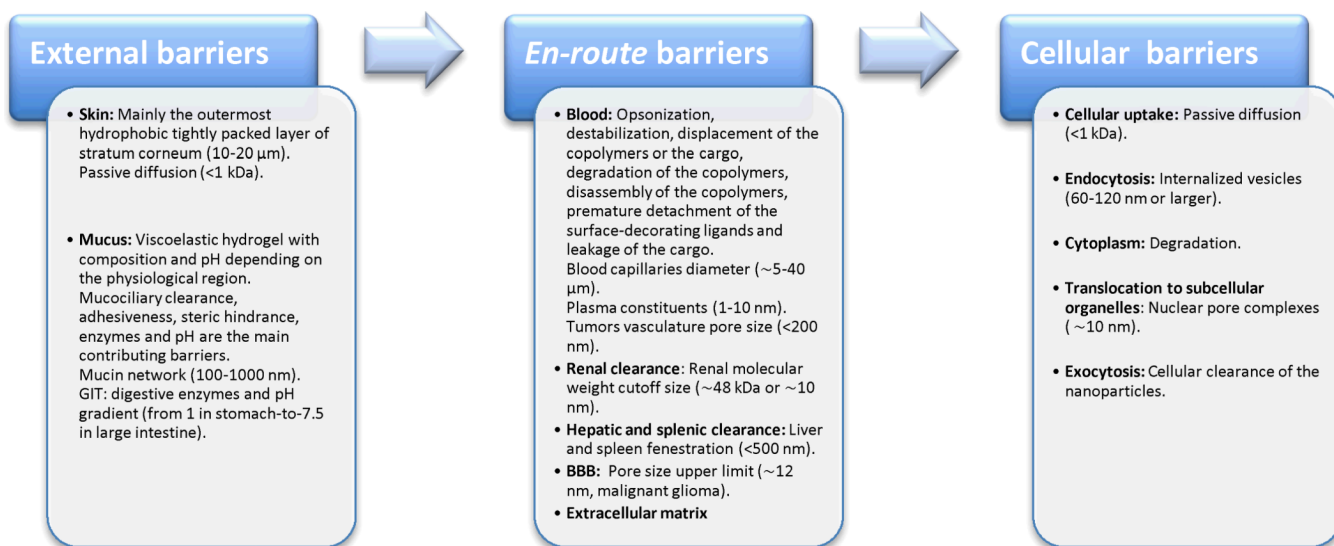 External barriers
• Skin: Mainly the outermost
hydrophobic tightly packed layer of
stratum corneum (10-20 µm).
Passive diffusion (<1 kDa).
• Mucus: Viscoelastic hydrogel with
composition and pH depending on
the physiological region.
Mucociliary clearance,
adhesiveness, steric hindrance,
enzymes and pH are the main
contributing barriers.
Mucin network (100-1000 nm).
GIT: digestive enzymes and pH
gradient (from 1 in stomach-to-7.5
in large intestine).
En-route barriers
• Blood: Opsonization,
destabilization, displacement of the
copolymers or the cargo,
degradation of the copolymers,
disassembly of the copolymers,
premature detachment of the
surface-decorating ligands and
leakage of the cargo.
Blood capillaries diameter (~5-40
µm).
Plasma constituents (1-10 nm).
Tumors vasculature pore size (<200
nm).
• Renal clearance: Renal molecular
weight cutoff size (~48 kDa or ~10
nm).
• Hepatic and splenic clearance: Liver
and spleen fenestration (<500 nm).
• BBB: Pore size upper limit (~12
nm, malignant glioma).
• Extracellular matrix
Cellular barriers
• Cellular uptake: Passive diffusion
(<1 kDa).
• Endocytosis: Internalized vesicles
(60-120 nm or larger).
• Cytoplasm: Degradation.
• Translocation to subcellular
organelles: Nuclear pore complexes
( ~10 nm).
• Exocytosis: Cellular clearance of the
nanoparticles.